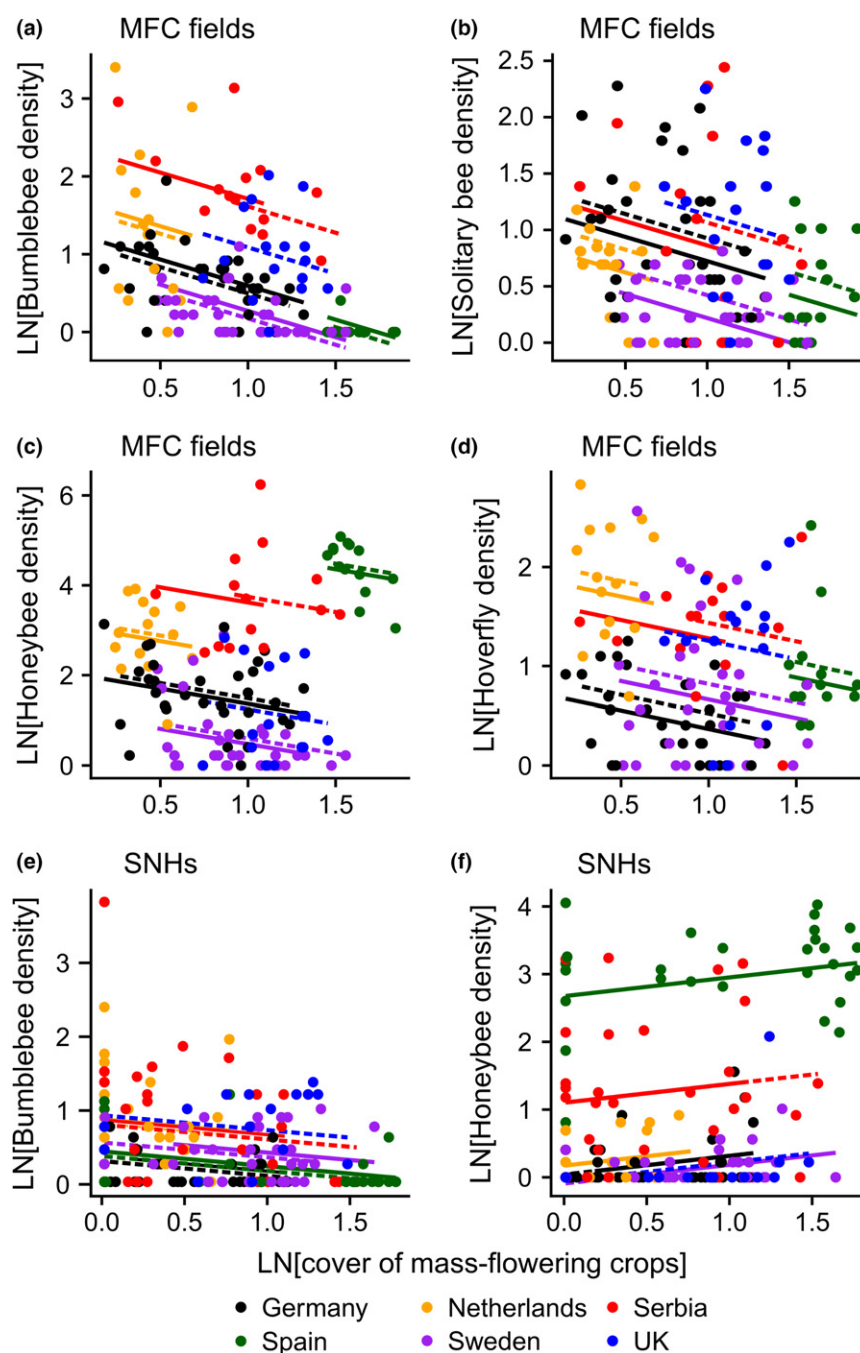 (a) MFC fields
LN[Bumblebee density]
3
2
1
0
0.5 1.0 1.5
(b) MFC fields
LN[Solitary bee density]
2.5
2.0
1.5
1.0
0.5
0.0
0.5 1.0 1.5
(c) MFC fields
LN[Honeybee density]
6
4
2
0
0.5 1.0 1.5
(d) MFC fields
LN[Hoverfly density]
2
1
0
0.5 1.0 1.5
(e) SNHs
LN[Bumblebee density]
3
2
1
0
0.0 0.5 1.0 1.5
(f) SNHs
LN[Honeybee density]
4
3
2
1
0
0.0 0.5 1.0 1.5
LN[cover of mass-flowering crops]
Germany Netherlands Serbia
Spain Sweden UK